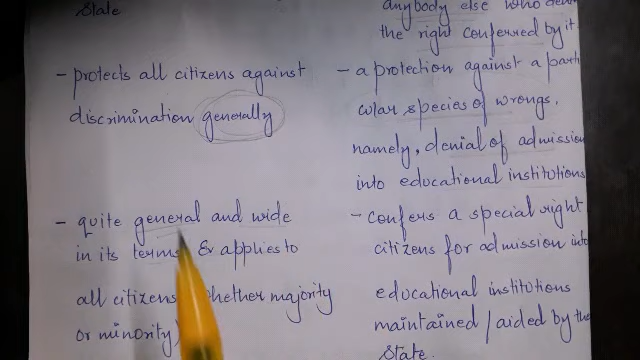 State
- protects all citizens against
discrimination generally
- quite general and wide
in its terms & applies to
all citizens whether majority
or minority)
anybody else who
the right conferred by it.
- a protection against a parti
cular species of wrongs,
namely, denial of admission
into educational institutions
- confers a special right
citizens for admission into
educational institutions
maintained / aided by the
State.